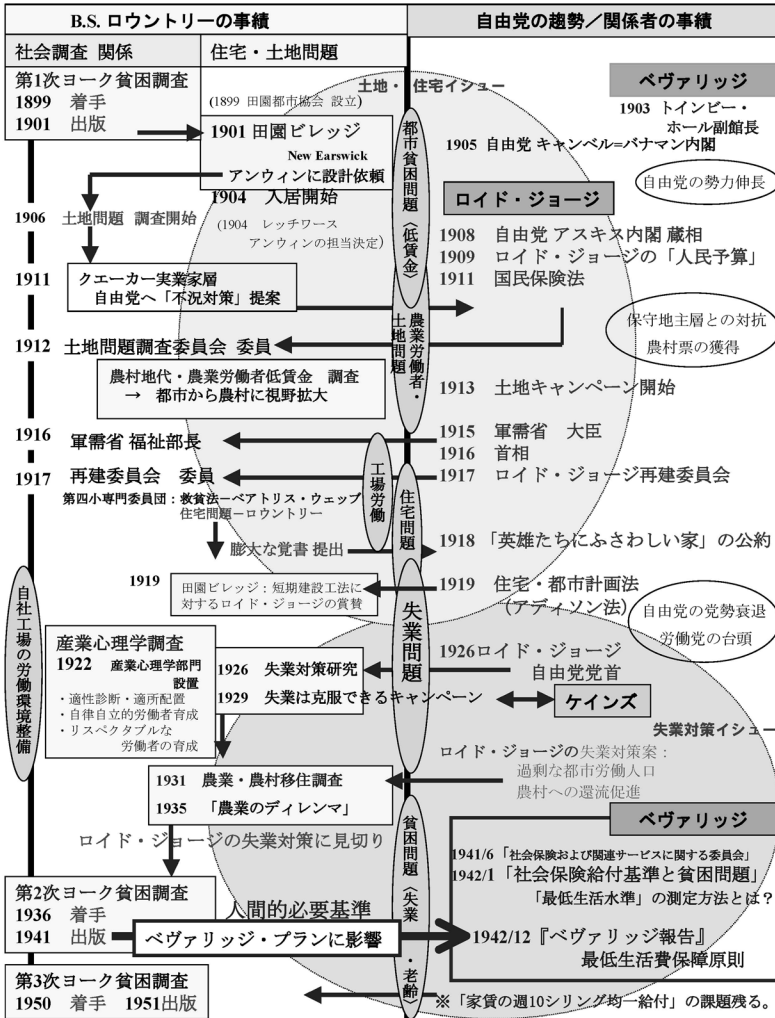 B.S. ロウントリーの事績
自由党の趨勢／関係者の事績
社会調査 関係
住宅・土地問題
第1次ヨーク貧困調査
1899 着手
1901 出版
(1899 田園都市協会 設立)
1901 田園ビレッジ
New Earswick
アンウィンに設計依頼
1904 入居開始
(1904 レッチワース
アンウィンの担当決定)
1906 土地問題 調査開始
1911
クエーカー実業家層
自由党へ「不況対策」提案
1912 土地問題調査委員会 委員
農村地代・農業労働者低賃金 調査
→ 都市から農村に視野拡大
1916 軍需省 福祉部長
1917 再建委員会 委員
第四小専門委員団：救貧法－ベアトリス・ウェッブ
住宅問題－ロウントリー
膨大な覚書 提出
1919
田園ビレッジ：短期建設工法に
対するロイド・ジョージの賞賛
自社工場の労働環境整備
産業心理学調査
1922 産業心理学部門
設置
・適性診断・適所配置
・自律自立的労働者育成
・リスペクタブルな
労働者の育成
1926 失業対策研究
1929 失業は克服できるキャンペーン
1931 農業・農村移住調査
1935 「農業のディレンマ」
ロイド・ジョージの失業対策に見切り
第2次ヨーク貧困調査
1936 着手
1941 出版
人間的必要基準
ベヴァリッジ・プランに影響
第3次ヨーク貧困調査
1950 着手 1951出版
土地・住宅イシュー
都市貧困問題〈低賃金〉
農業労働者・
土地問題
工場労働
住宅問題
失業問題
貧困問題〈失業・老齢〉
ベヴァリッジ
1903 トインビー・
ホール副館長
1905 自由党 キャンベル=バナマン内閣
自由党の勢力伸長
ロイド・ジョージ
1908 自由党 アスキス内閣 蔵相
1909 ロイド・ジョージの「人民予算」
1911 国民保険法
保守地主層との対抗
農村票の獲得
1913 土地キャンペーン開始
1915 軍需省 大臣
1916 首相
1917 ロイド・ジョージ再建委員会
1918 「英雄たちにふさわしい家」の公約
1919 住宅・都市計画法
（アディソン法）
自由党の党勢衰退
労働党の台頭
1926ロイド・ジョージ
自由党党首
ケインズ
失業対策イシュー
ロイド・ジョージの失業対策案：
過剰な都市労働人口
農村への還流促進
ベヴァリッジ
1941/6「社会保険および関連サービスに関する委員会」
1942/1「社会保険給付基準と貧困問題」
「最低生活水準」の測定方法とは？
1942/12『ベヴァリッジ報告』
最低生活費保障原則
※「家賃の週10シリング均一給付」の課題残る。